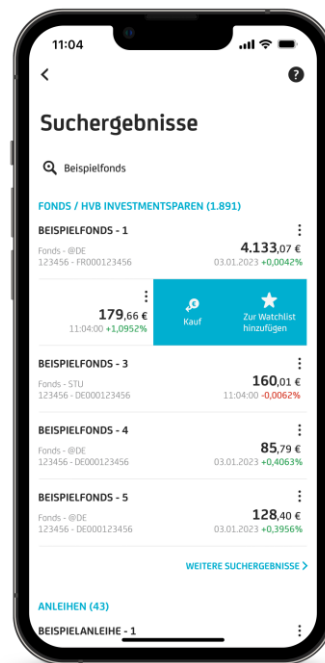 11:04
Suchergebnisse
Beispielfonds
FONDS / HVB INVESTMENTSPAREN (1.891)
BEISPIELFONDS - 1
Fonds - @DE
4.133,07 €
123456 - FR000123456
03.01.2023 +0,0042%
179,66 €
11:04:00 +1,0952%
Kauf
Zur Watchlist
hinzufügen
BEISPIELFONDS - 3
Fonds - STU
160,01 €
123456 - DE000123456
11:04:00 -0,0062%
BEISPIELFONDS - 4
Fonds - @DE
85,79 €
123456 - DE000123456
03.01.2023 +0,4063%
BEISPIELFONDS - 5
Fonds - @DE
128,40 €
123456 - DE000123456
03.01.2023 +0,3956%
WEITERE SUCHERGEBNISSE
ANLEIHEN (43)
BEISPIELANLEIHE - 1